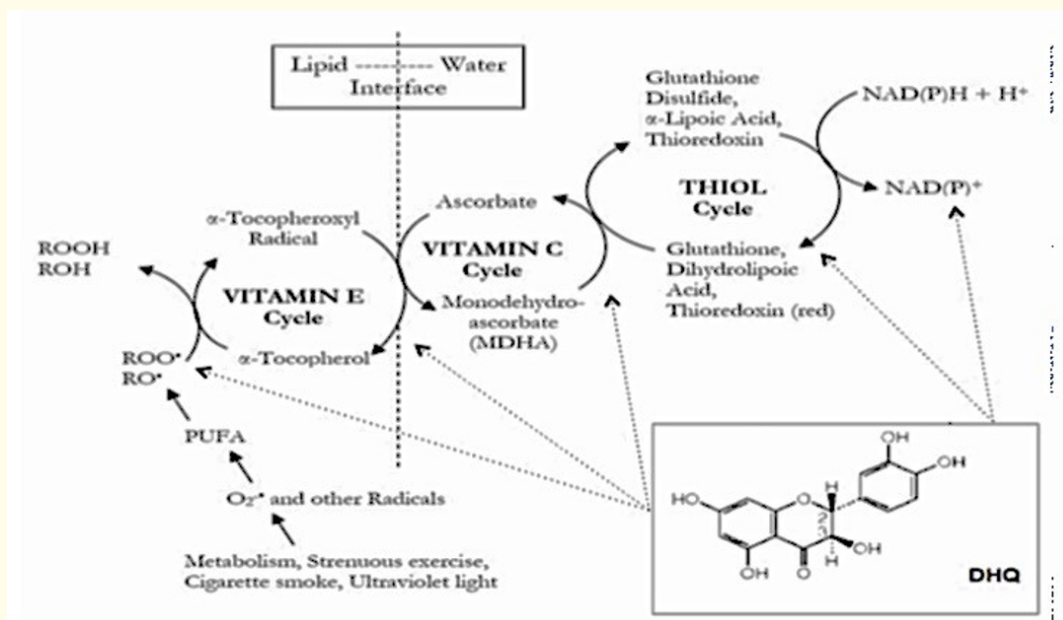 Lipid --------- Water
Interface
Glutathione
Disulfide,
α-Lipoic Acid,
Thioredoxin
NAD(P)H + H⁺
THIOL
Cycle
NAD(P)⁺
Ascorbate
α-Tocopheroxyl
Radical
VITAMIN C
Cycle
Glutathione,
Dihydrolipoic
Acid,
Thioredoxin (red)
ROOH
ROH
VITAMIN E
Cycle
Monodehydro-
ascorbate
(MDHA)
ROO•
RO•
α-Tocopherol
PUFA
O₂⁻• and other Radicals
Metabolism, Strenuous exercise,
Cigarette smoke, Ultraviolet light
OH
OH
HO
O
H
2
3
OH
H
OH
O
DHQ